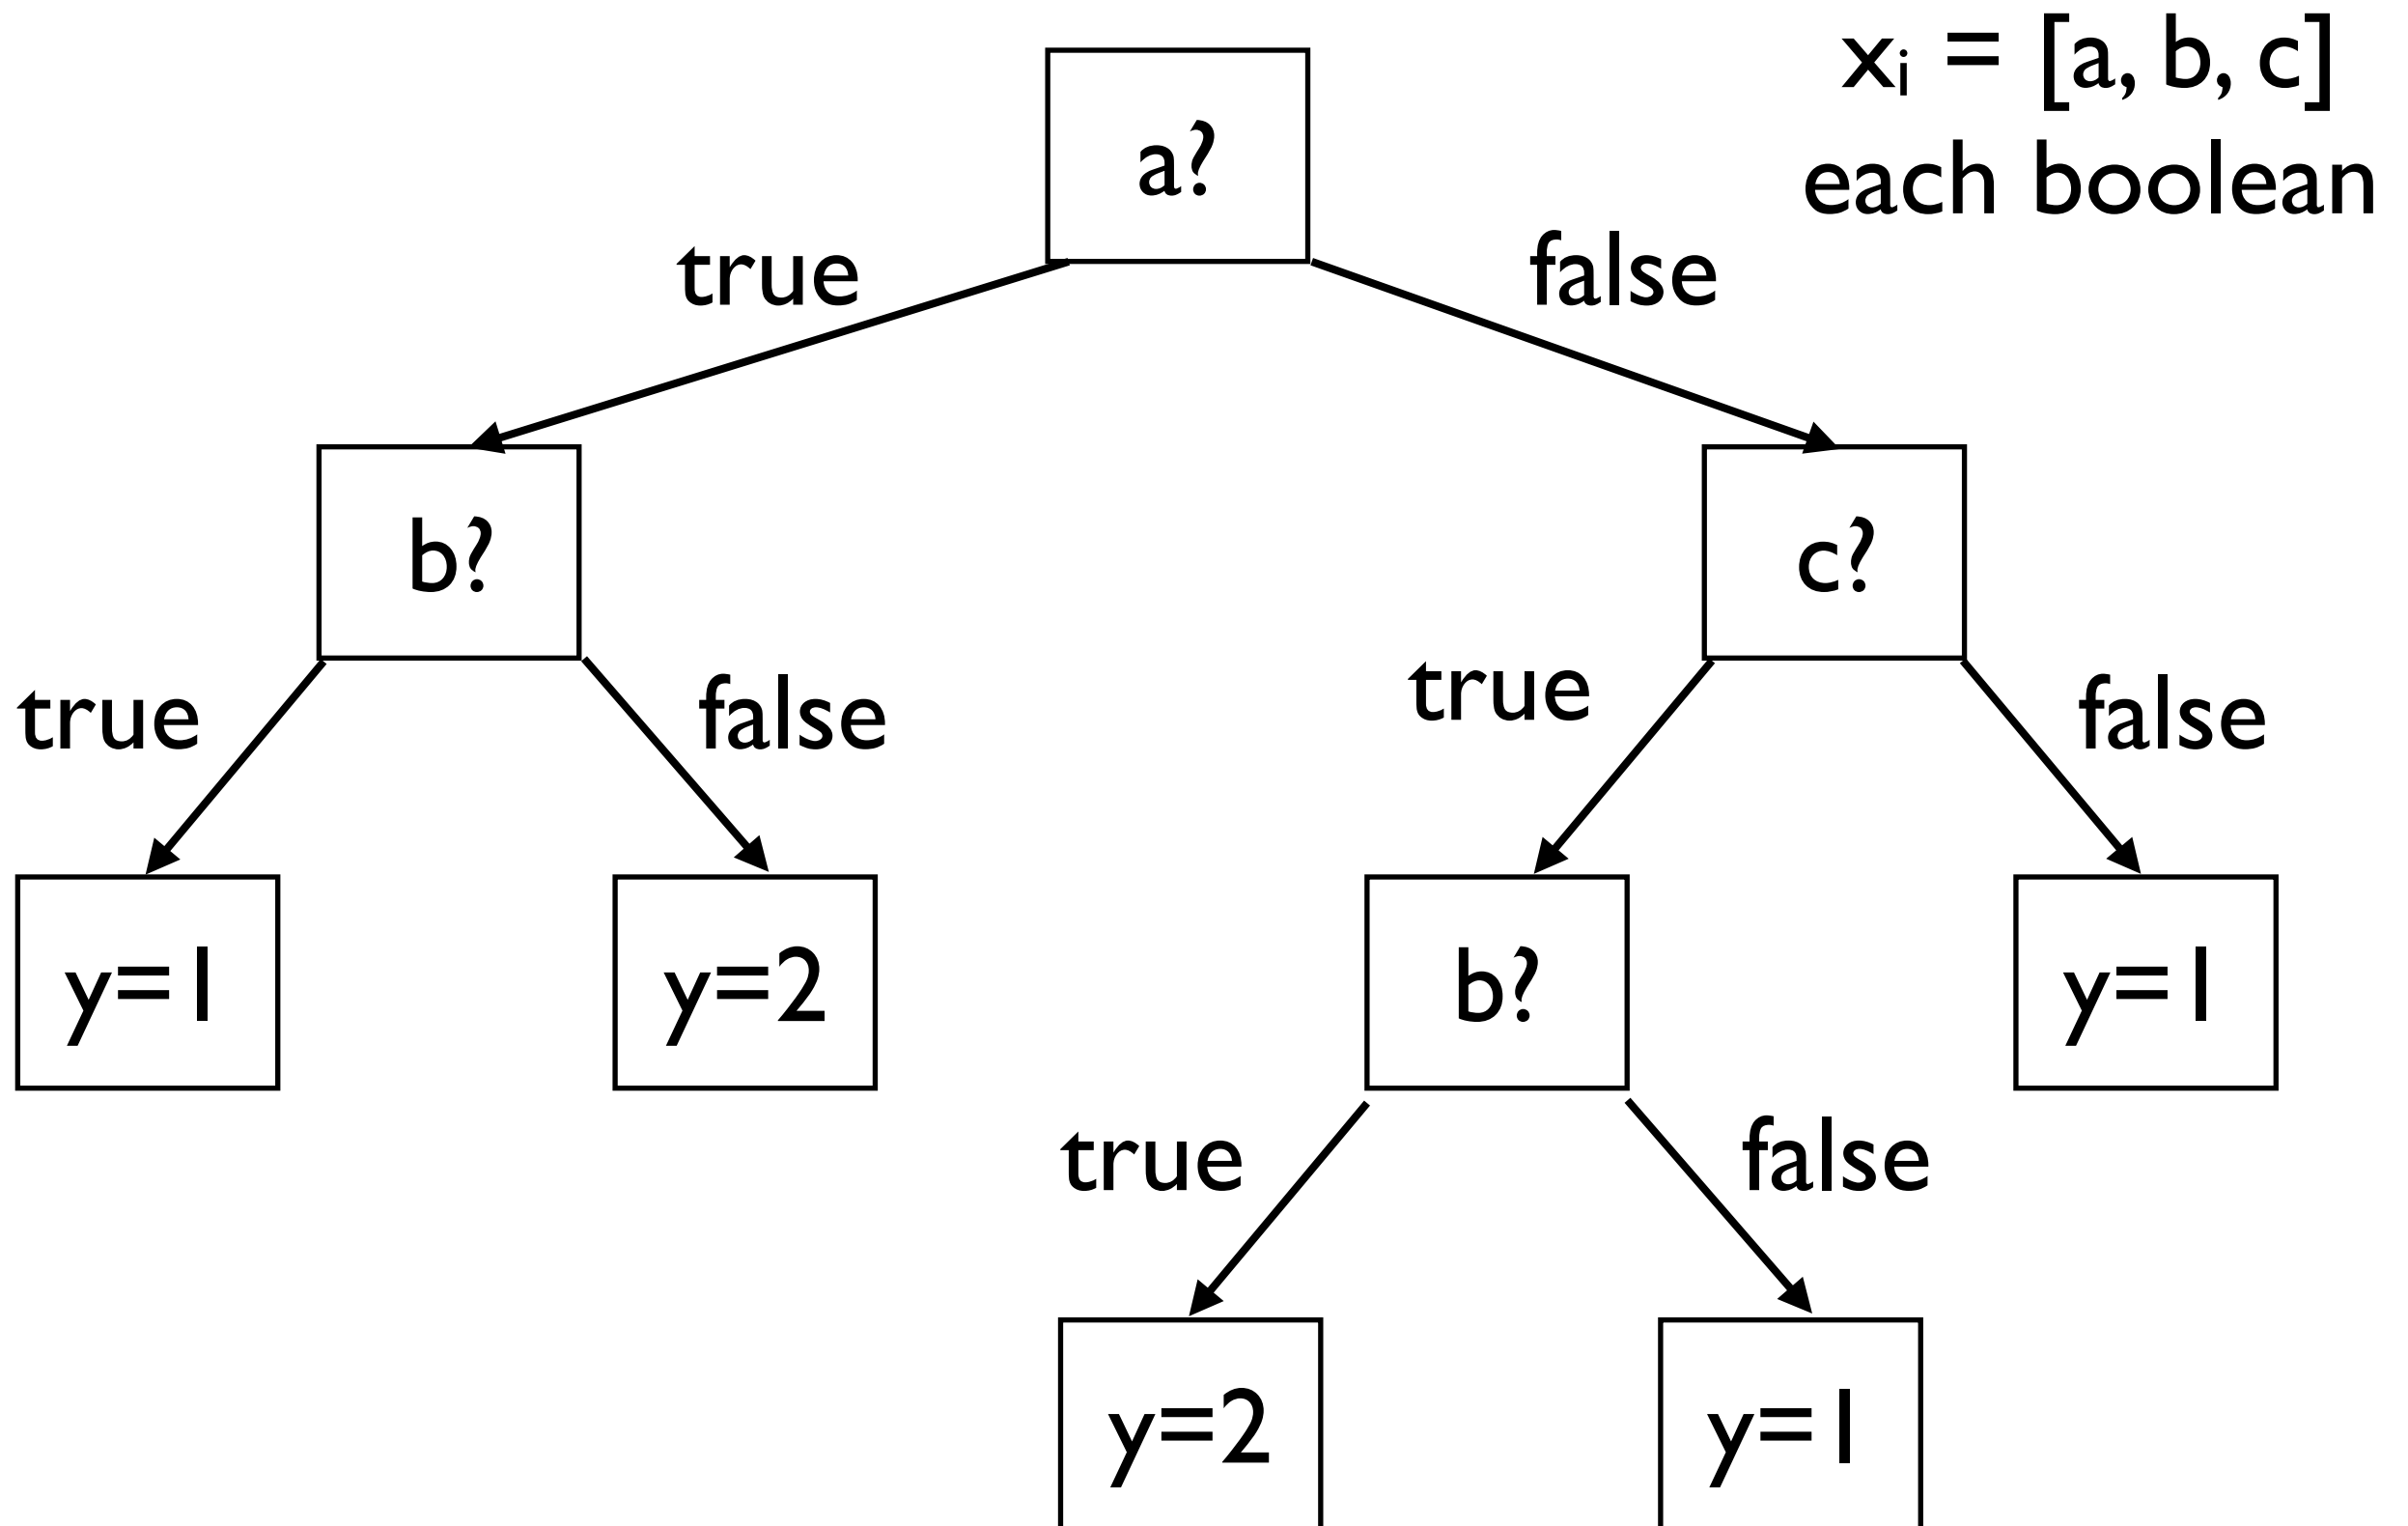 xi = [a, b, c]
each boolean
a?
true
false
b?
c?
true
false
true
false
y=1
y=2
b?
y=1
true
false
y=2
y=1